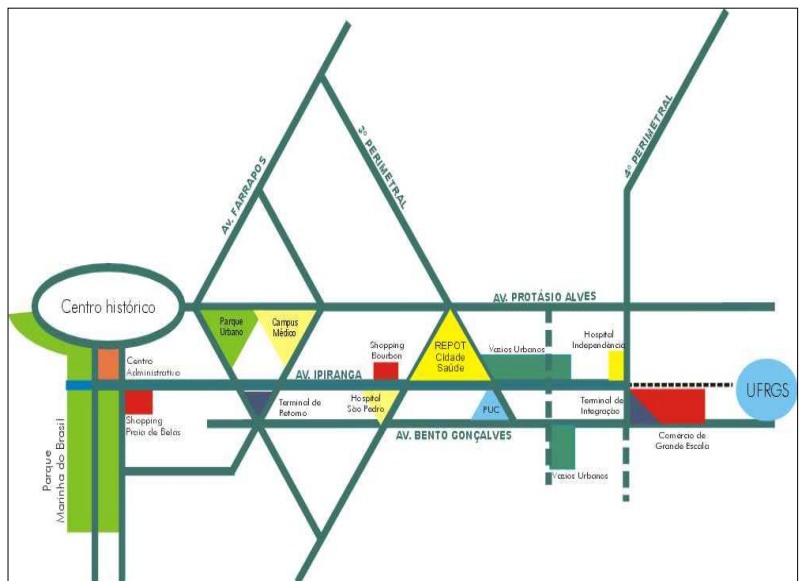 AV. FARRAPOS
3º PERIMETRAL
4º PERIMETRAL
Centro histórico
AV. PROTÁSIO ALVES
Parque
Urbano
Campus
Médico
Shopping
Bourbon
REPOT
Cidade
Saúde
Vazios Urbanos
Hospital
Independência
Centro
Administrativo
AV. IPIRANGA
UFRGS
Shopping
Praia de Belas
Terminal de
Retorno
Hospital
São Pedro
PUC
Terminal de
Integração
AV. BENTO GONÇALVES
Comércio de
Grande Escala
Parque
Marinha do Brasil
Vazios Urbanos